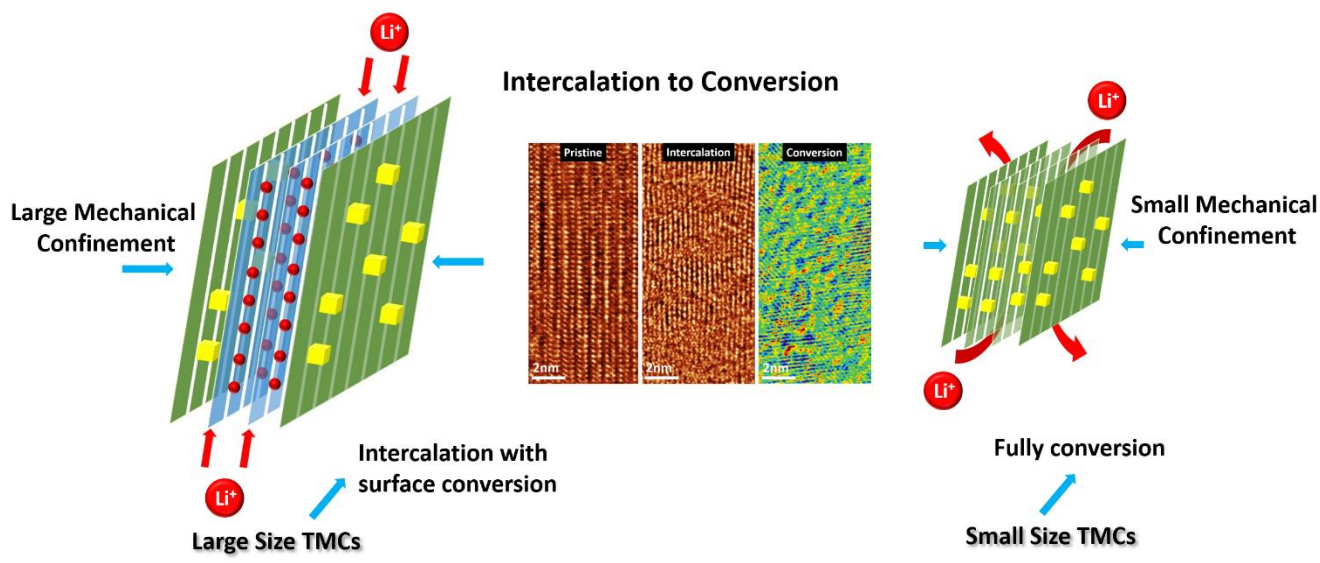 Li⁺
Intercalation to Conversion
Li⁺
Pristine
Intercalation
Conversion
Large Mechanical
Confinement
Small Mechanical
Confinement
2nm
2nm
2nm
Li⁺
Intercalation with
surface conversion
Fully conversion
Li⁺
Large Size TMCs
Small Size TMCs